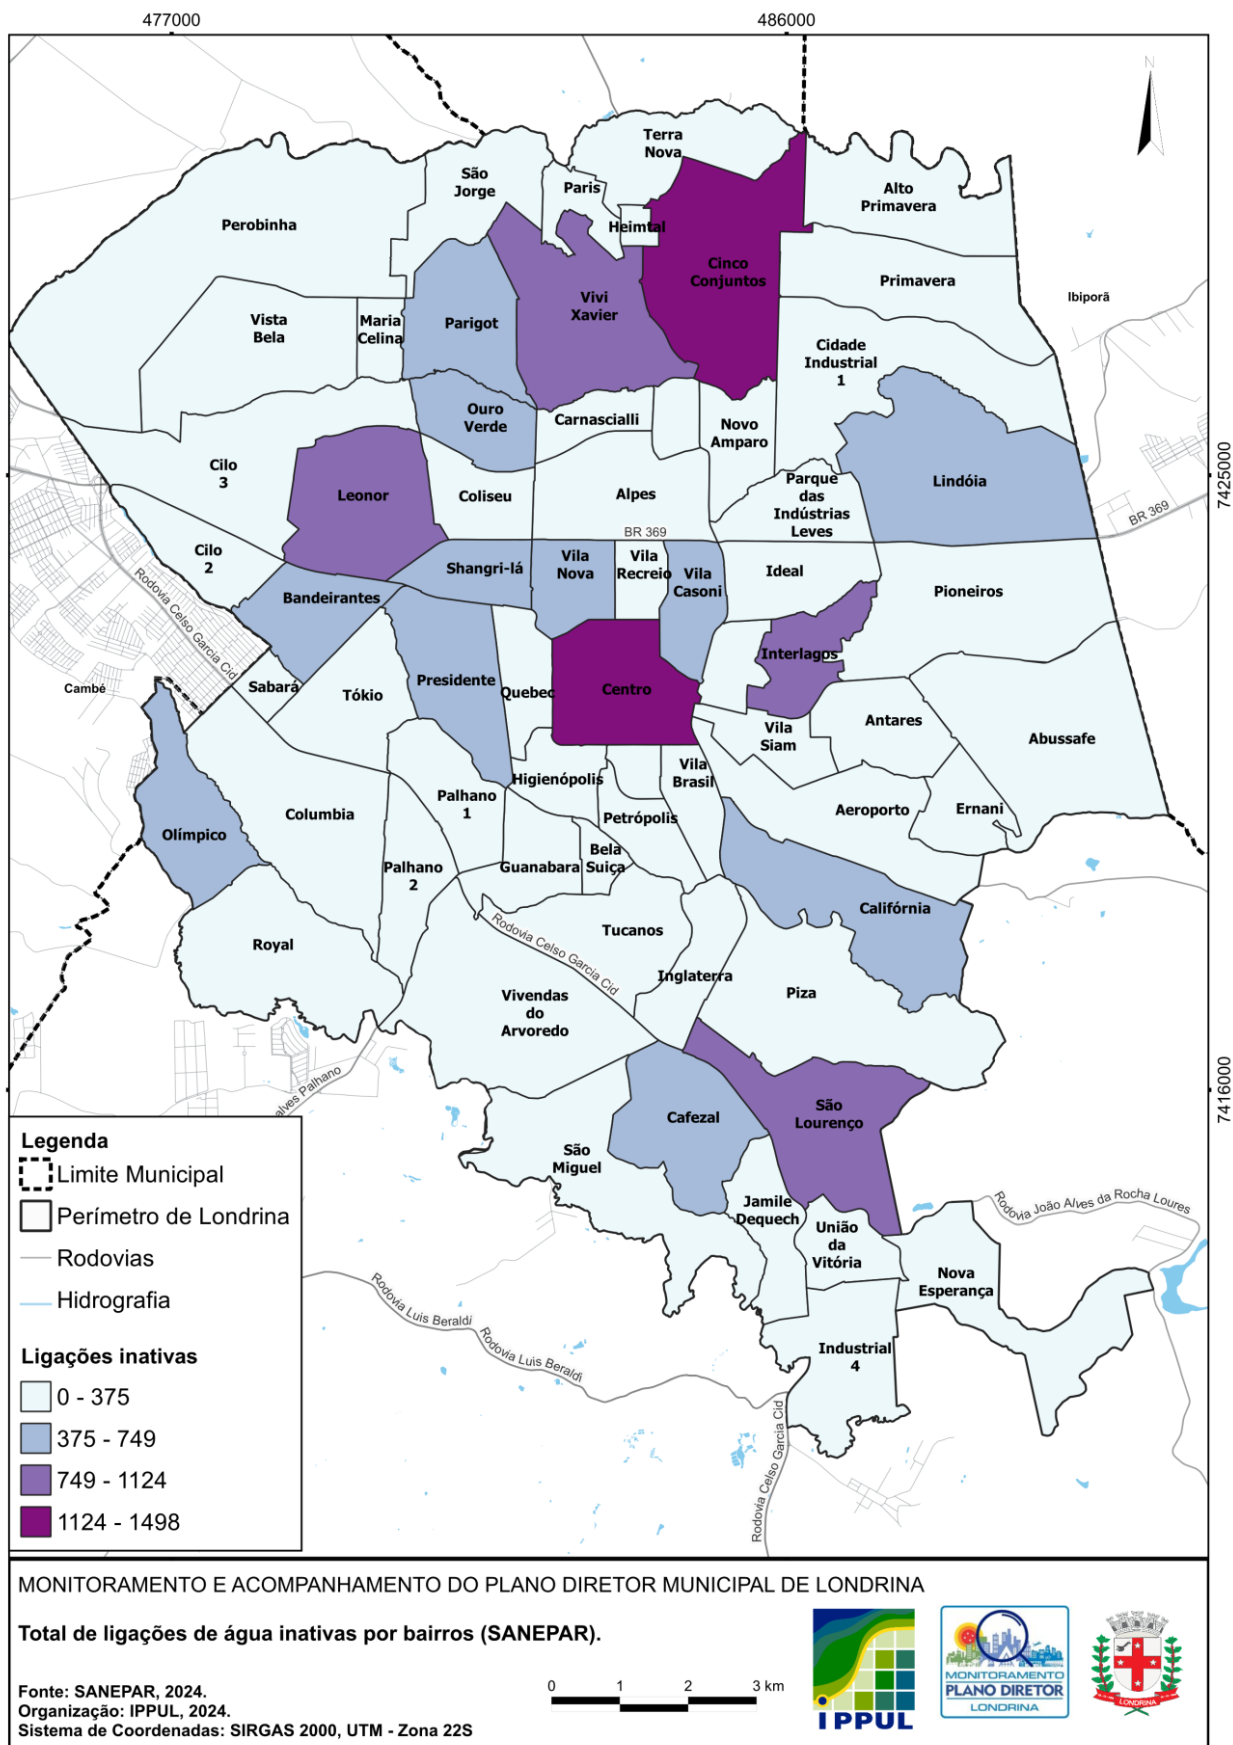 477000
486000
N
Terra
Nova
São
Jorge
Paris
Alto
Primavera
Perobinha
Heimtal
Cinco
Conjuntos
Primavera
Ibiporã
Vivi
Xavier
Vista
Bela
Maria
Celina
Parigot
Cidade
Industrial
1
Ouro
Verde
Carnascialli
Novo
Amparo
7425000
Cilo
3
Leonor
Coliseu
Alpes
Parque
das
Indústrias
Leves
Lindóia
BR 369
BR 369
Cilo
2
Shangri-lá
Vila
Nova
Vila
Recreio
Vila
Casoni
Ideal
Pioneiros
Rodovia Celso Garcia Cid
Bandeirantes
Interlagos
Cambé
Sabará
Tókio
Presidente
Quebec
Centro
Vila
Siam
Antares
Abussafe
Higienópolis
Vila
Brasil
Palhano
1
Columbia
Petrópolis
Aeroporto
Ernani
Olímpico
Palhano
2
Guanabara
Bela
Suiça
Califórnia
Royal
Tucanos
Rodovia Celso Garcia Cid
Inglaterra
Piza
Vivendas
do
Arvoredo
alves Palhano
7416000
Cafezal
São
Lourenço
São
Miguel
Jamile
Dequech
União
da
Vitória
Rodovia João Alves da Rocha Loures
Nova
Esperança
Rodovia Luis Beraldi
Rodovia Luis Beraldi
Industrial
4
Rodovia Celso Garcia Cid
Legenda
Limite Municipal
Perímetro de Londrina
Rodovias
Hidrografia
Ligações inativas
0 - 375
375 - 749
749 - 1124
1124 - 1498
MONITORAMENTO E ACOMPANHAMENTO DO PLANO DIRETOR MUNICIPAL DE LONDRINA
Total de ligações de água inativas por bairros (SANEPAR).
Fonte: SANEPAR, 2024.
Organização: IPPUL, 2024.
Sistema de Coordenadas: SIRGAS 2000, UTM - Zona 22S
0 1 2 3 km
IPPUL
MONITORAMENTO
PLANO DIRETOR
LONDRINA
LONDRINA